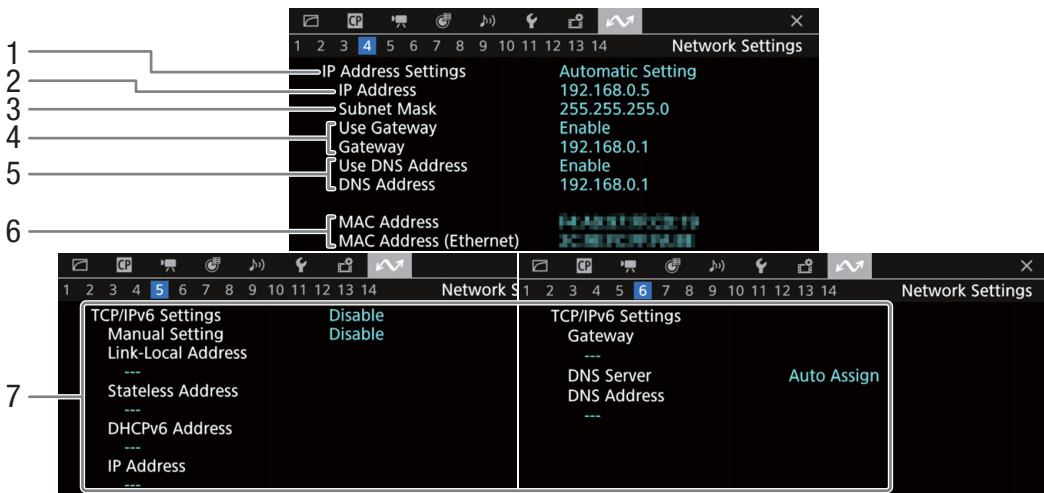 CP
1 2 3 4 5 6 7 8 9 10 11 12 13 14 Network Settings
1 IP Address Settings Automatic Setting
2 IP Address 192.168.0.5
3 Subnet Mask 255.255.255.0
4 Use Gateway Enable
Gateway 192.168.0.1
5 Use DNS Address Enable
DNS Address 192.168.0.1
6 MAC Address
MAC Address (Ethernet)
CP
1 2 3 4 5 6 7 8 9 10 11 12 13 14 Network S
7
TCP/IPv6 Settings Disable
Manual Setting Disable
Link-Local Address
---
Stateless Address
---
DHCPv6 Address
---
IP Address
---
CP
1 2 3 4 5 6 7 8 9 10 11 12 13 14 Network Settings
TCP/IPv6 Settings
Gateway
---
DNS Server Auto Assign
DNS Address
---